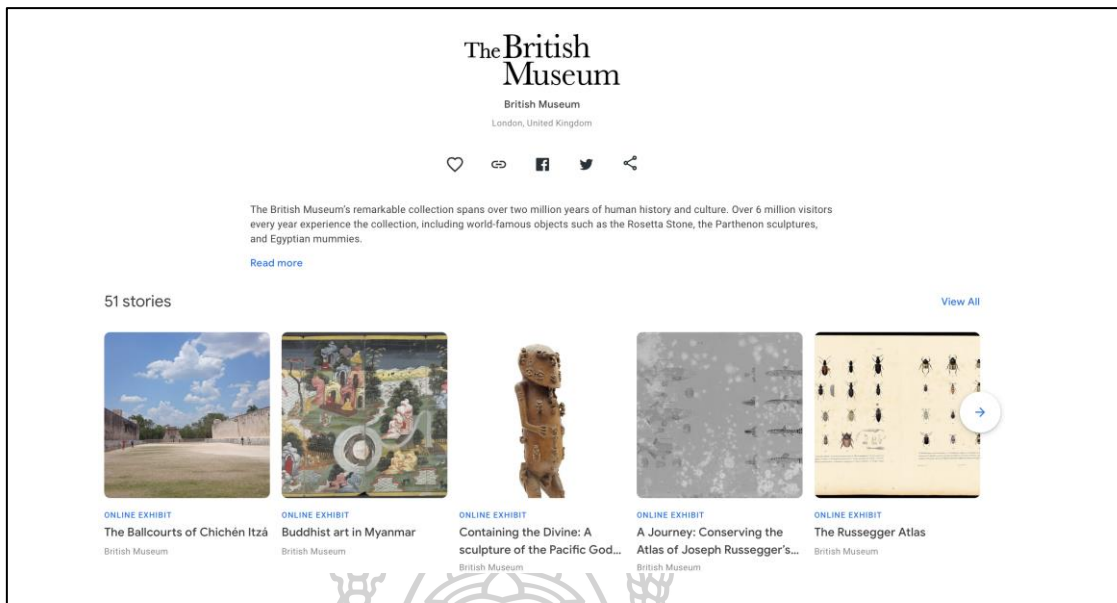 The British
Museum
British Museum
London, United Kingdom
The British Museum's remarkable collection spans over two million years of human history and culture. Over 6 million visitors
every year experience the collection, including world-famous objects such as the Rosetta Stone, the Parthenon sculptures,
and Egyptian mummies.
Read more
51 stories
View All
ONLINE EXHIBIT
The Ballcourts of Chichén Itzá
British Museum
ONLINE EXHIBIT
Buddhist art in Myanmar
British Museum
ONLINE EXHIBIT
Containing the Divine: A
sculpture of the Pacific God...
British Museum
ONLINE EXHIBIT
A Journey: Conserving the
Atlas of Joseph Russegger's...
British Museum
ONLINE EXHIBIT
The Russegger Atlas
British Museum